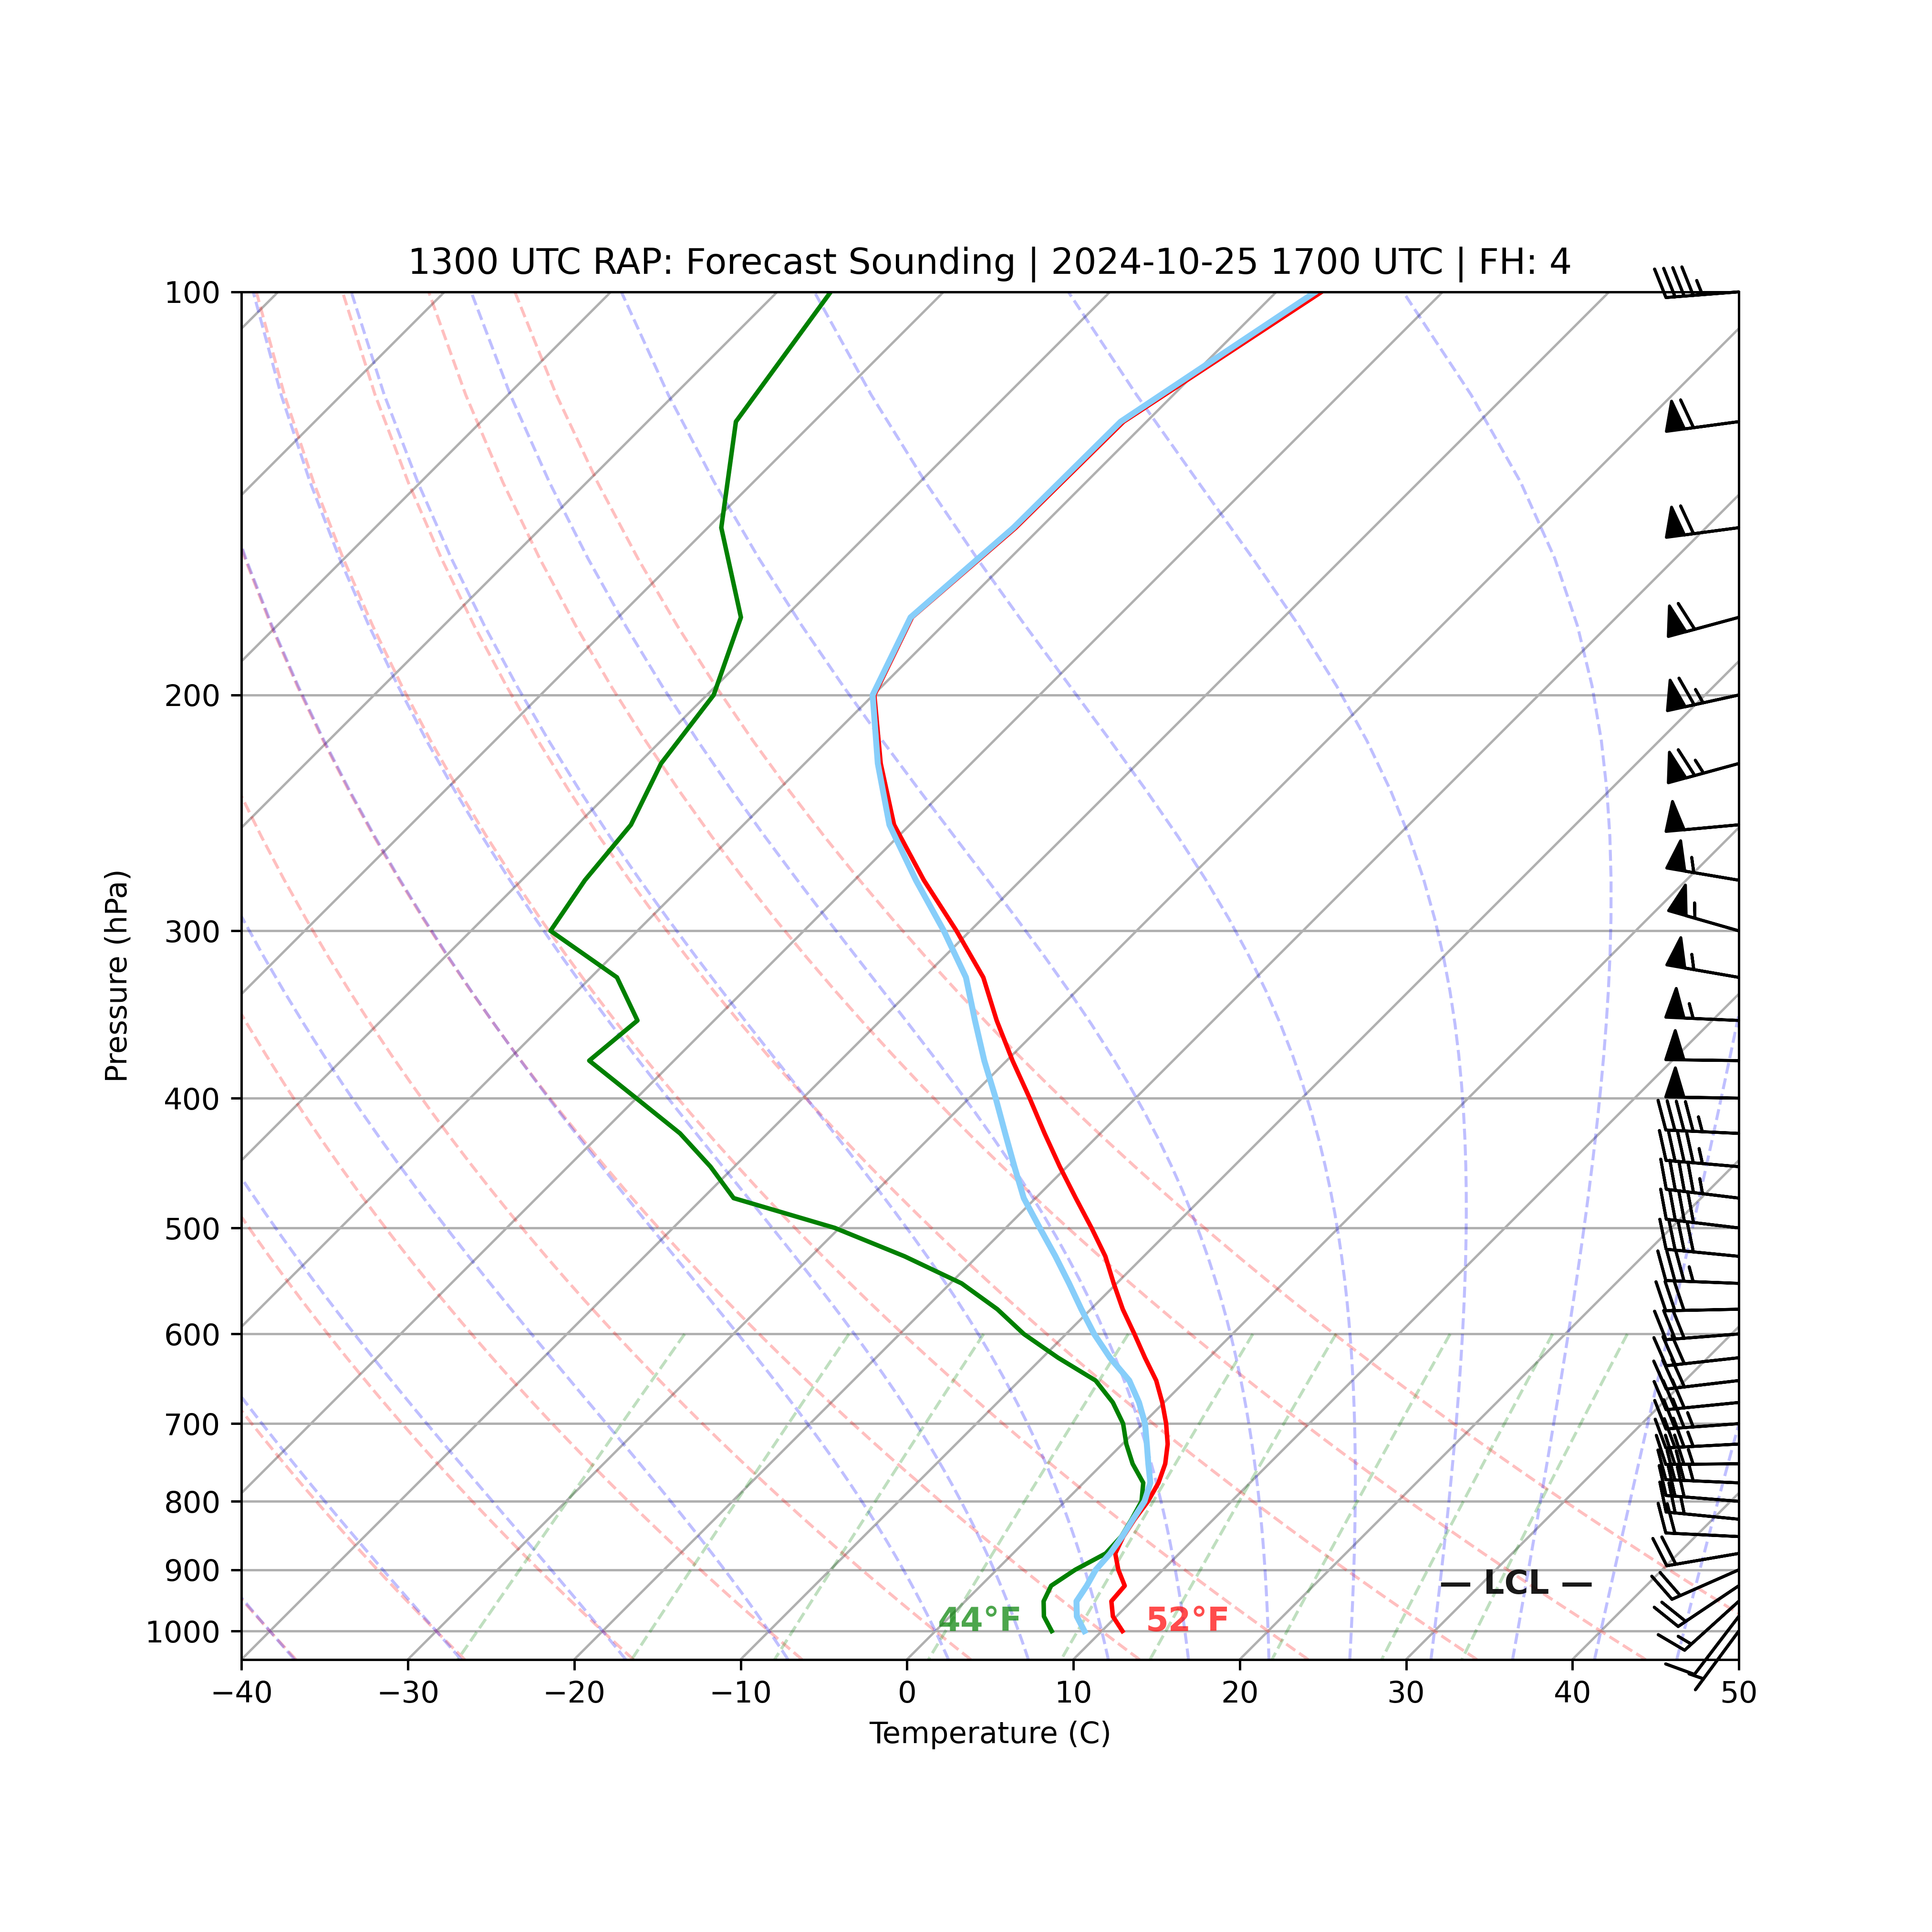 1300 UTC RAP: Forecast Sounding | 2024-10-25 1700 UTC | FH: 4
100
200
300
400
500
600
700
800
900
1000
Pressure (hPa)
— LCL —
44°F
52°F
−40 −30 −20 −10 0 10 20 30 40 50
Temperature (C)